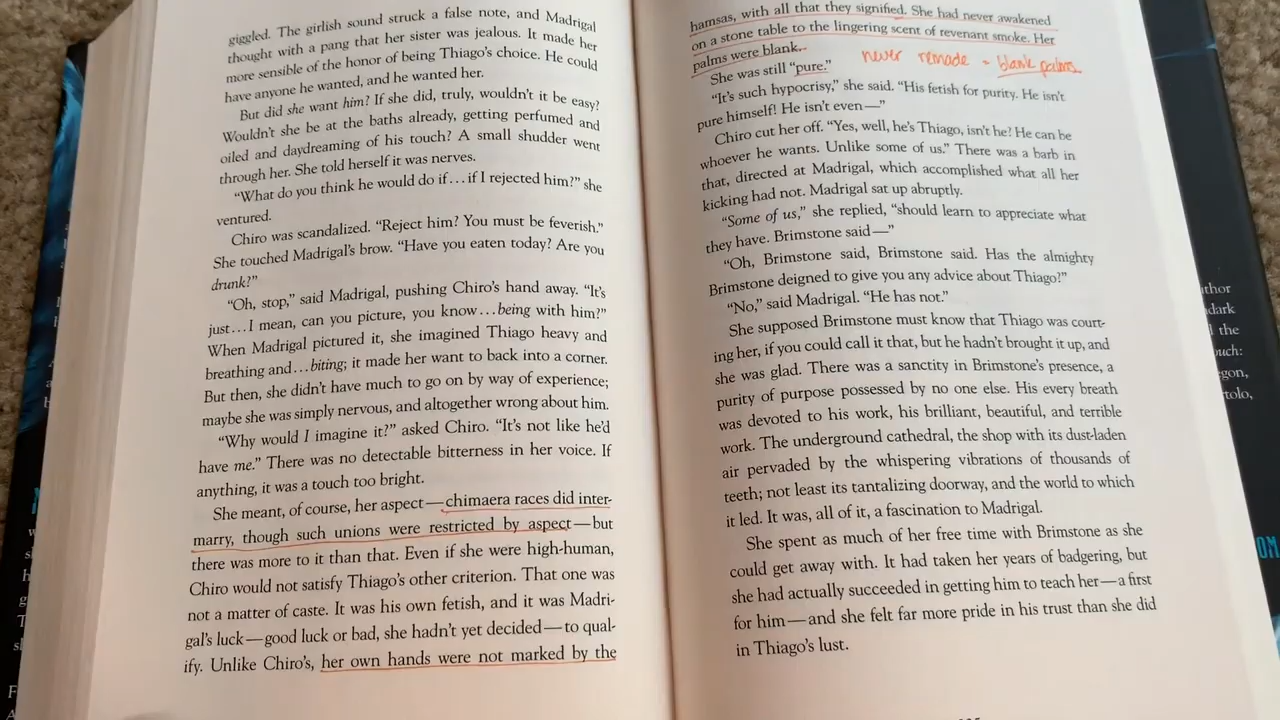 giggled. The girlish sound struck a false note, and Madrigal
thought with a pang that her sister was jealous. It made her
more sensible of the honor of being Thiago's choice. He could
have anyone he wanted, and he wanted her.
But did she want him? If she did, truly, wouldn't it be easy?
Wouldn't she be at the baths already, getting perfumed and
oiled and daydreaming of his touch? A small shudder went
through her. She told herself it was nerves.
"What do you think he would do if...if I rejected him?" she
ventured.
Chiro was scandalized. "Reject him? You must be feverish."
She touched Madrigal's brow. "Have you eaten today? Are you
drunk?"
"Oh, stop," said Madrigal, pushing Chiro's hand away. "It's
just...I mean, can you picture, you know...being with him?"
When Madrigal pictured it, she imagined Thiago heavy and
breathing and...biting; it made her want to back into a corner.
But then, she didn't have much to go on by way of experience;
maybe she was simply nervous, and altogether wrong about him.
"Why would I imagine it?" asked Chiro. "It's not like he'd
have me." There was no detectable bitterness in her voice. If
anything, it was a touch too bright.
She meant, of course, her aspect—chimaera races did inter-
marry, though such unions were restricted by aspect—but
there was more to it than that. Even if she were high-human,
Chiro would not satisfy Thiago's other criterion. That one was
not a matter of caste. It was his own fetish, and it was Madri-
gal's luck—good luck or bad, she hadn't yet decided—to qual-
ify. Unlike Chiro's, her own hands were not marked by the
hamsas, with all that they signified. She had never awakened
on a stone table to the lingering scent of revenant smoke. Her
palms were blank.
never remade - blank palms
She was still "pure."
"It's such hypocrisy," she said. "His fetish for purity. He isn't
pure himself! He isn't even—"
Chiro cut her off. "Yes, well, he's Thiago, isn't he? He can be
whoever he wants. Unlike some of us." There was a barb in
that, directed at Madrigal, which accomplished what all her
kicking had not. Madrigal sat up abruptly.
"Some of us," she replied, "should learn to appreciate what
they have. Brimstone said—"
"Oh, Brimstone said, Brimstone said. Has the almighty
Brimstone deigned to give you any advice about Thiago?"
"No," said Madrigal. "He has not."
She supposed Brimstone must know that Thiago was court-
ing her, if you could call it that, but he hadn't brought it up, and
she was glad. There was a sanctity in Brimstone's presence, a
purity of purpose possessed by no one else. His every breath
was devoted to his work, his brilliant, beautiful, and terrible
work. The underground cathedral, the shop with its dust-laden
air pervaded by the whispering vibrations of thousands of
teeth; not least its tantalizing doorway, and the world to which
it led. It was, all of it, a fascination to Madrigal.
She spent as much of her free time with Brimstone as she
could get away with. It had taken her years of badgering, but
she had actually succeeded in getting him to teach her—a first
for him—and she felt far more pride in his trust than she did
in Thiago's lust.
dark
the